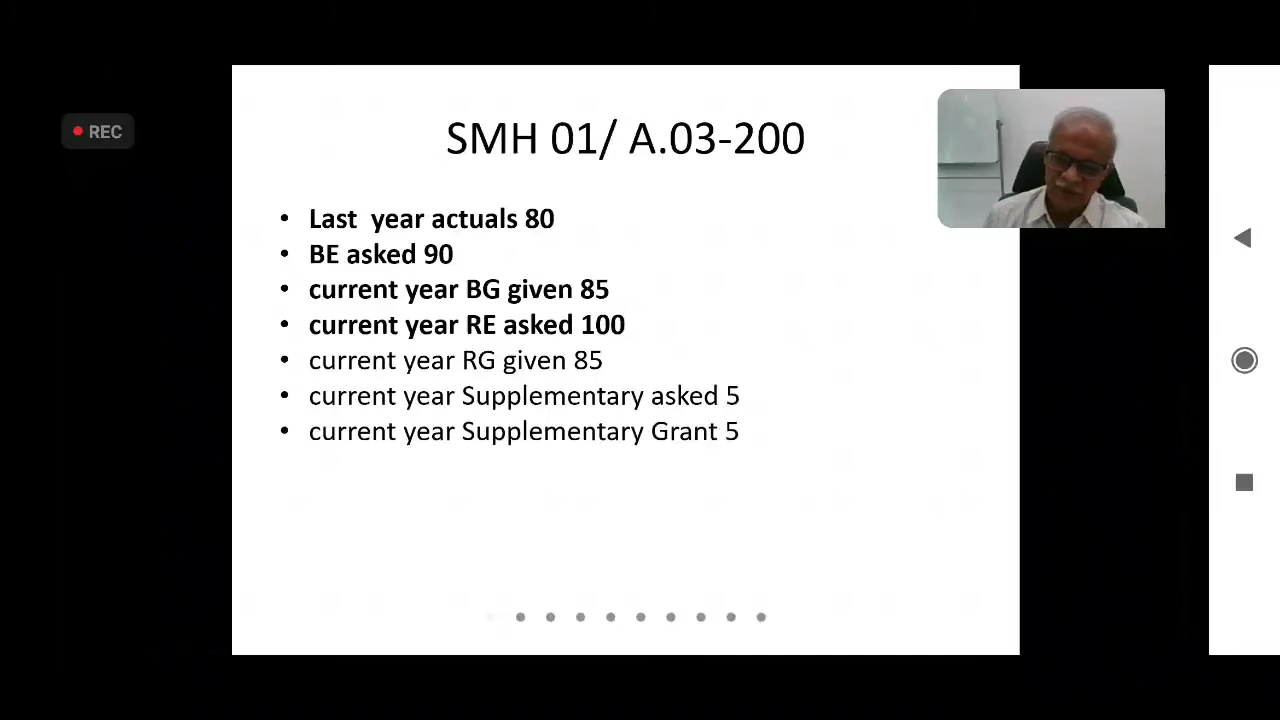 REC
SMH 01/ A.03-200
• Last year actuals 80
• BE asked 90
• current year BG given 85
• current year RE asked 100
• current year RG given 85
• current year Supplementary asked 5
• current year Supplementary Grant 5